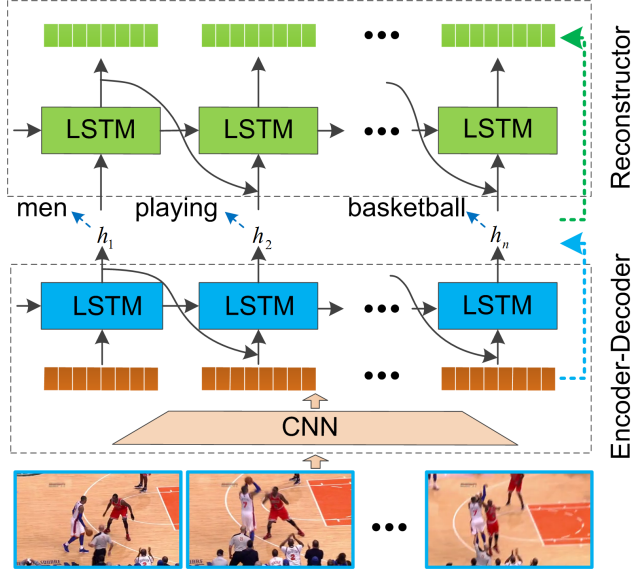 LSTM LSTM LSTM
Reconstructor
men playing basketball
h1 h2 hn
LSTM LSTM LSTM
Encoder-Decoder
CNN